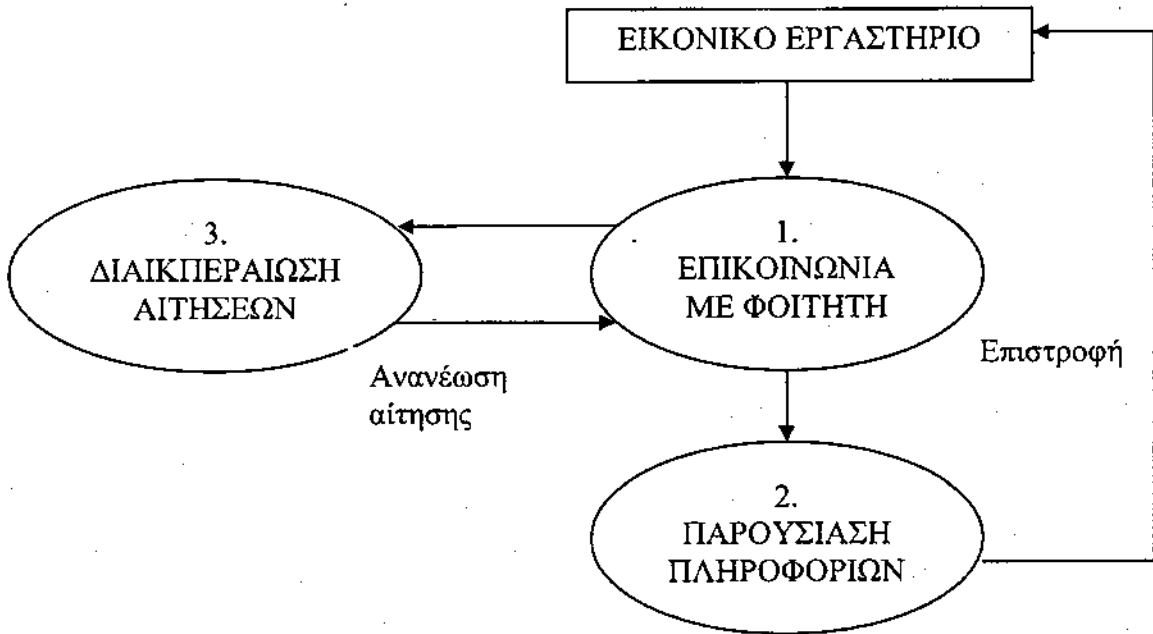 ΕΙΚΟΝΙΚΟ ΕΡΓΑΣΤΗΡΙΟ
3.
ΔΙΑΙΚΠΕΡΑΙΩΣΗ
ΑΙΤΗΣΕΩΝ
1.
ΕΠΙΚΟΙΝΩΝΙΑ
ΜΕ ΦΟΙΤΗΤΗ
Ανανέωση
αίτησης
Επιστροφή
2.
ΠΑΡΟΥΣΙΑΣΗ
ΠΛΗΡΟΦΟΡΙΩΝ